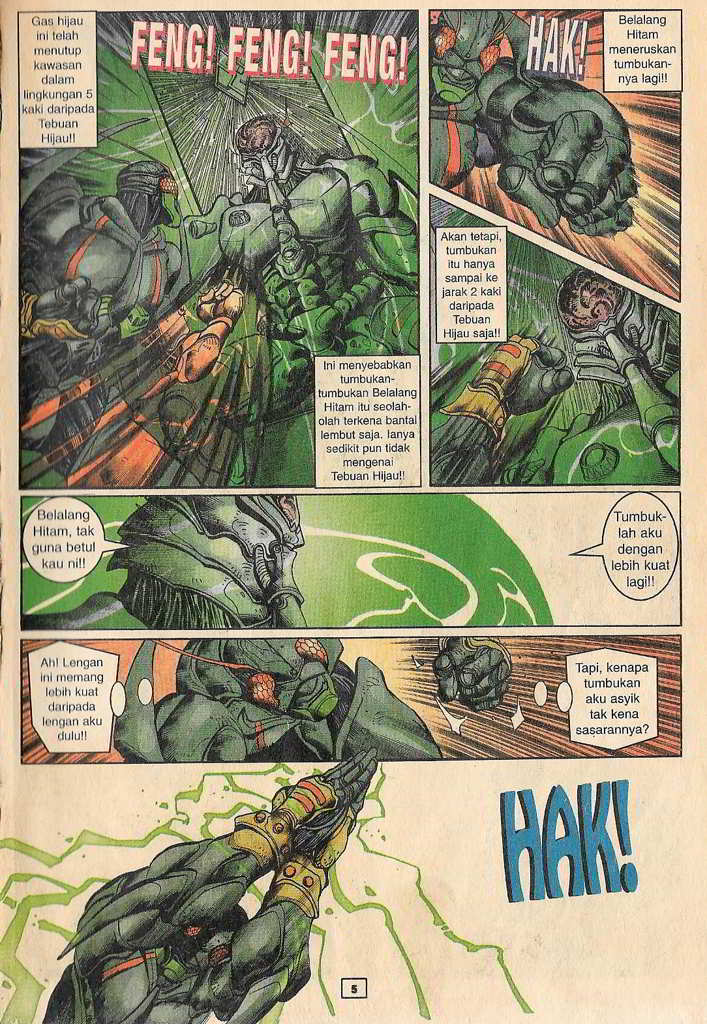 Gas hijau
ini telah
menutup
kawasan
dalam
lingkungan 5
kaki daripada
Tebuan
Hijau!!
FENG! FENG! FENG!
Ini menyebabkan
tumbukan-
tumbukan Belalang
Hitam itu seolah-
olah terkena bantal
lembut saja. Ianya
sedikit pun tidak
mengenai
Tebuan Hijau!!
HAK!
Belalang
Hitam
meneruskan
tumbukan-
nya lagi!!
Akan tetapi,
tumbukan
itu hanya
sampai ke
jarak 2 kaki
daripada
Tebuan
Hijau saja!!
Belalang
Hitam, tak
guna betul
kau ni!!
Tumbuk-
lah aku
dengan
lebih kuat
lagi!!
Ah! Lengan
ini memang
lebih kuat
daripada
lengan aku
dulu!!
Tapi, kenapa
tumbukan
aku asyik
tak kena
sasarannya?
HAK!
5